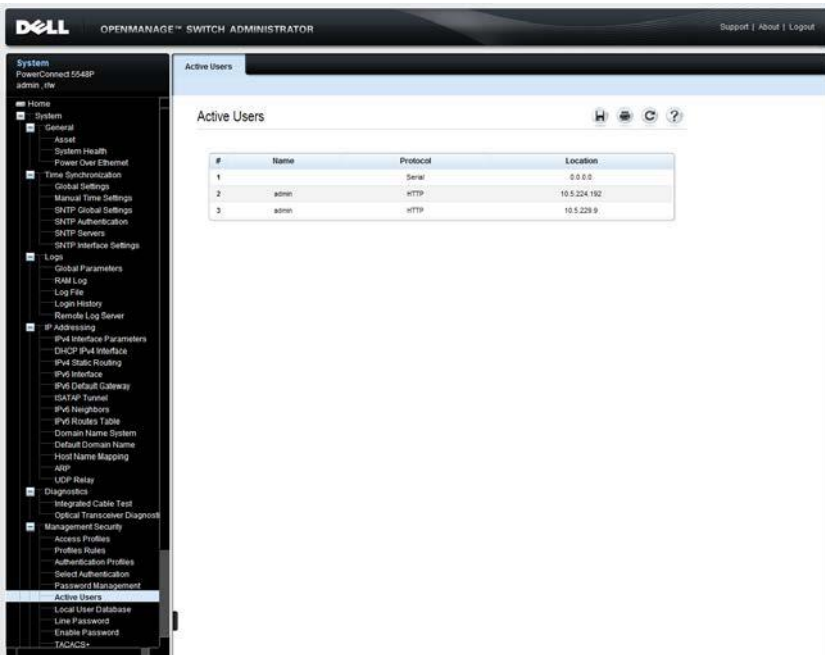 DELL OPENMANAGE™ SWITCH ADMINISTRATOR
Support | About | Logout
System
PowerConnect 5548P
admin , r/w
Home
System
General
Asset
System Health
Power Over Ethernet
Time Synchronization
Global Settings
Manual Time Settings
SNTP Global Settings
SNTP Authentication
SNTP Servers
SNTP Interface Settings
Logs
Global Parameters
RAM Log
Log File
Login History
Remote Log Server
IP Addressing
IPv4 Interface Parameters
DHCP IPv4 Interface
IPv4 Static Routing
IPv6 Interface
IPv6 Default Gateway
ISATAP Tunnel
IPv6 Neighbors
IPv6 Routes Table
Domain Name System
Default Domain Name
Host Name Mapping
ARP
UDP Relay
Diagnostics
Integrated Cable Test
Optical Transceiver Diagnosti
Management Security
Access Profiles
Profiles Rules
Authentication Profiles
Select Authentication
Password Management
Active Users
Local User Database
Line Password
Enable Password
TACACS+
Active Users
Active Users
# Name Protocol Location
1 Serial 0.0.0.0
2 admin HTTP 10.5.224.192
3 admin HTTP 10.5.229.9